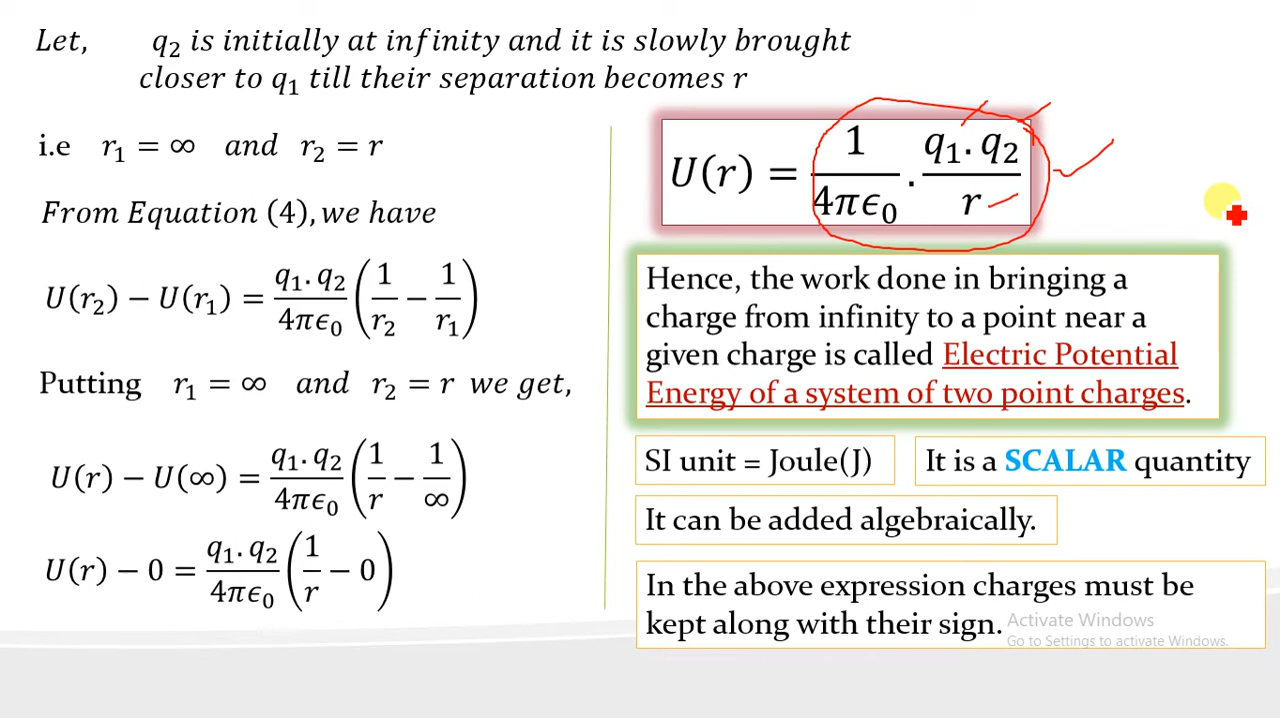 Let, q₂ is initially at infinity and it is slowly brought
closer to q₁ till their separation becomes r
i.e r₁ = ∞ and r₂ = r
From Equation (4), we have
U(r₂) − U(r₁) = q₁. q₂/4πϵ₀ (1/r₂ − 1/r₁)
Putting r₁ = ∞ and r₂ = r we get,
U(r) − U(∞) = q₁. q₂/4πϵ₀ (1/r − 1/∞)
U(r) − 0 = q₁. q₂/4πϵ₀ (1/r − 0)
U(r) = 1/4πϵ₀ . q₁. q₂/r
Hence, the work done in bringing a
charge from infinity to a point near a
given charge is called Electric Potential
Energy of a system of two point charges.
SI unit = Joule(J)
It is a SCALAR quantity
It can be added algebraically.
In the above expression charges must be
kept along with their sign.
Activate Windows
Go to Settings to activate Windows.